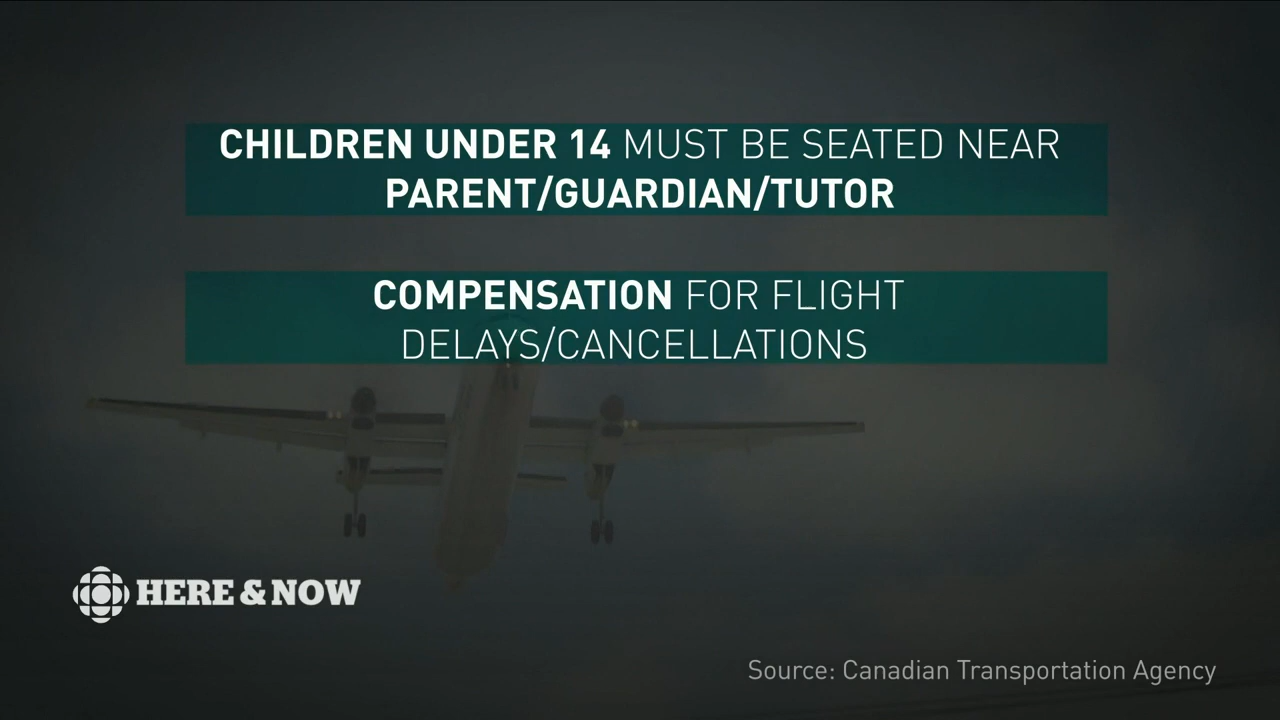 CHILDREN UNDER 14 MUST BE SEATED NEAR
PARENT/GUARDIAN/TUTOR
COMPENSATION FOR FLIGHT
DELAYS/CANCELLATIONS
HERE & NOW
Source: Canadian Transportation Agency